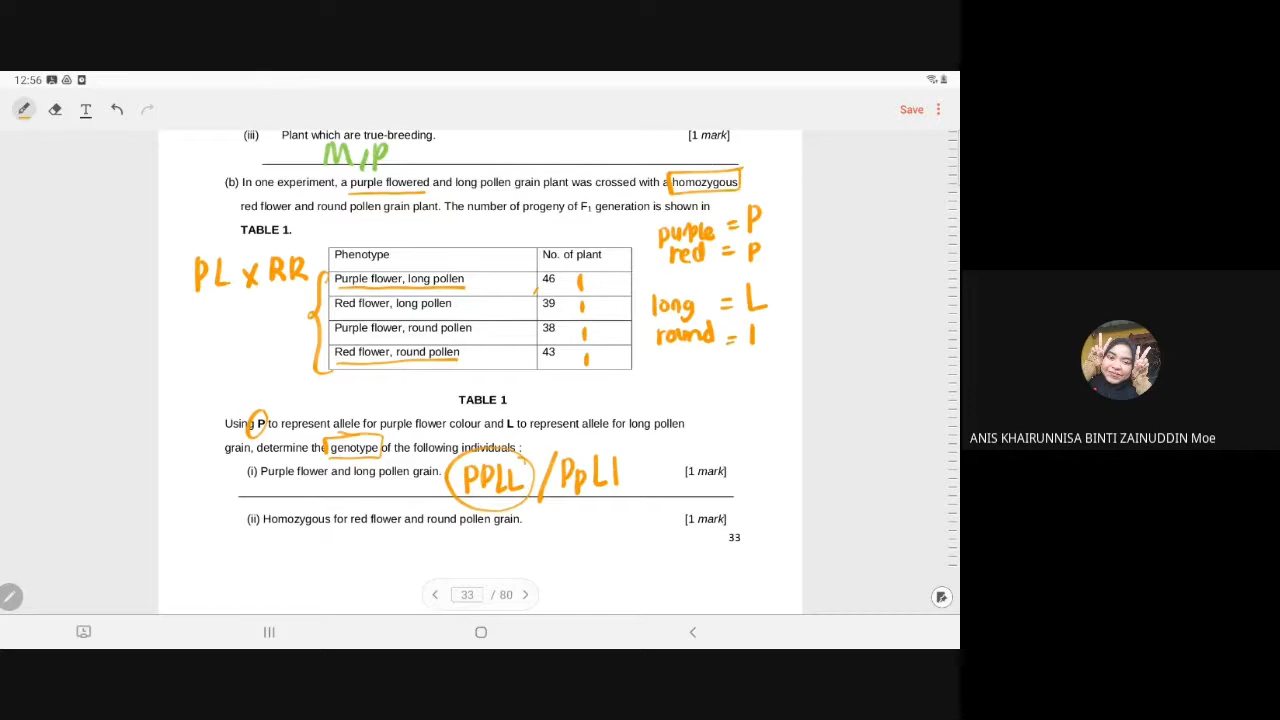 12:56
T
Save
(iii) Plant which are true-breeding. [1 mark]
M/P
(b) In one experiment, a purple flowered and long pollen grain plant was crossed with a homozygous
red flower and round pollen grain plant. The number of progeny of F₁ generation is shown in
TABLE 1.
purple = P
red = p
long = L
round = l
PL x RR
Phenotype No. of plant
Purple flower, long pollen 46 1
Red flower, long pollen 39 1
Purple flower, round pollen 38 1
Red flower, round pollen 43 1
TABLE 1
Using P to represent allele for purple flower colour and L to represent allele for long pollen
grain, determine the genotype of the following individuals :
(i) Purple flower and long pollen grain. PPLL / PpLl [1 mark]
(ii) Homozygous for red flower and round pollen grain. [1 mark]
33
33 / 80
ANIS KHAIRUNNISA BINTI ZAINUDDIN Moe